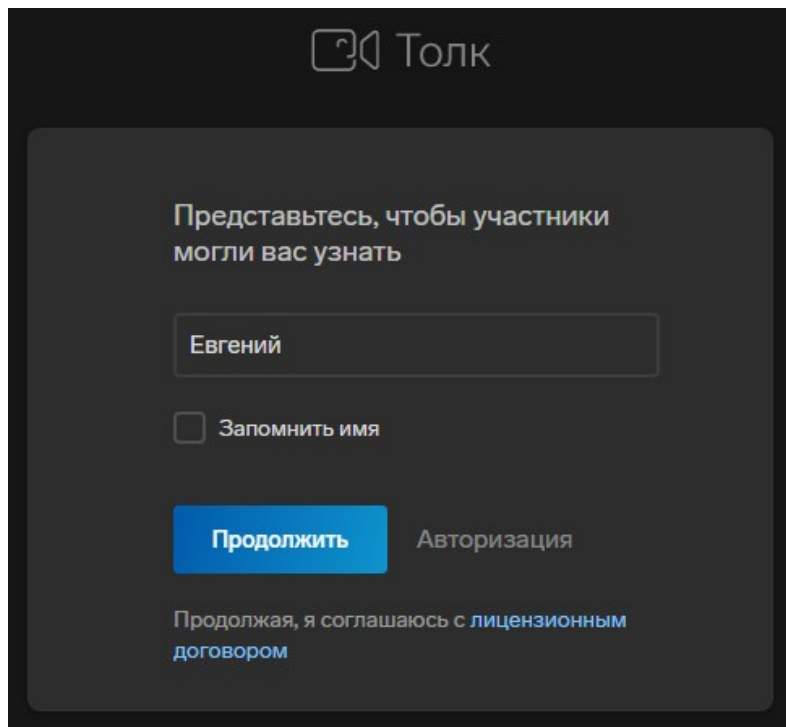 Толк
Представьтесь, чтобы участники
могли вас узнать
Евгений
Запомнить имя
Продолжить Авторизация
Продолжая, я соглашаюсь с лицензионным
договором